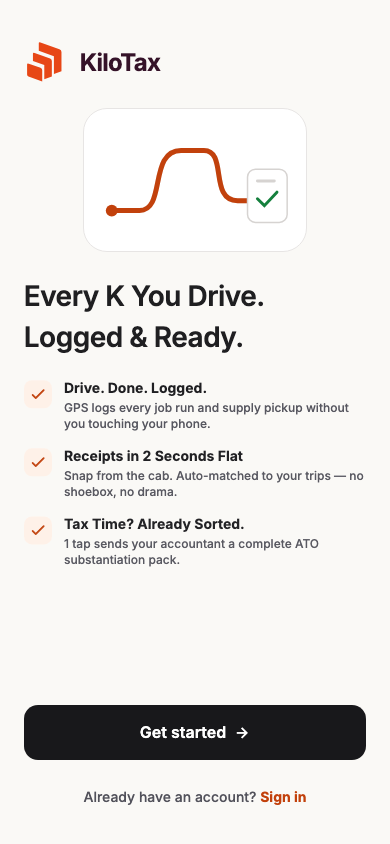 KiloTax
Every K You Drive.
Logged & Ready.
Drive. Done. Logged.
GPS logs every job run and supply pickup without
you touching your phone.
Receipts in 2 Seconds Flat
Snap from the cab. Auto-matched to your trips — no
shoebox, no drama.
Tax Time? Already Sorted.
1 tap sends your accountant a complete ATO
substantiation pack.
Get started →
Already have an account? Sign in